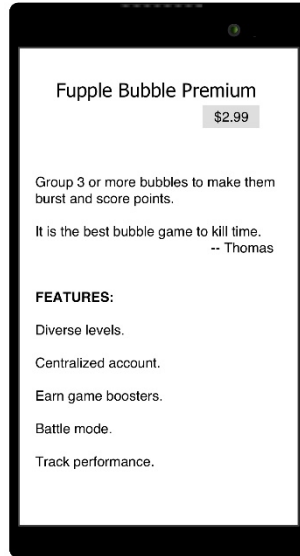 Fupple Bubble Premium
$2.99
Group 3 or more bubbles to make them
burst and score points.
It is the best bubble game to kill time.
-- Thomas
FEATURES:
Diverse levels.
Centralized account.
Earn game boosters.
Battle mode.
Track performance.